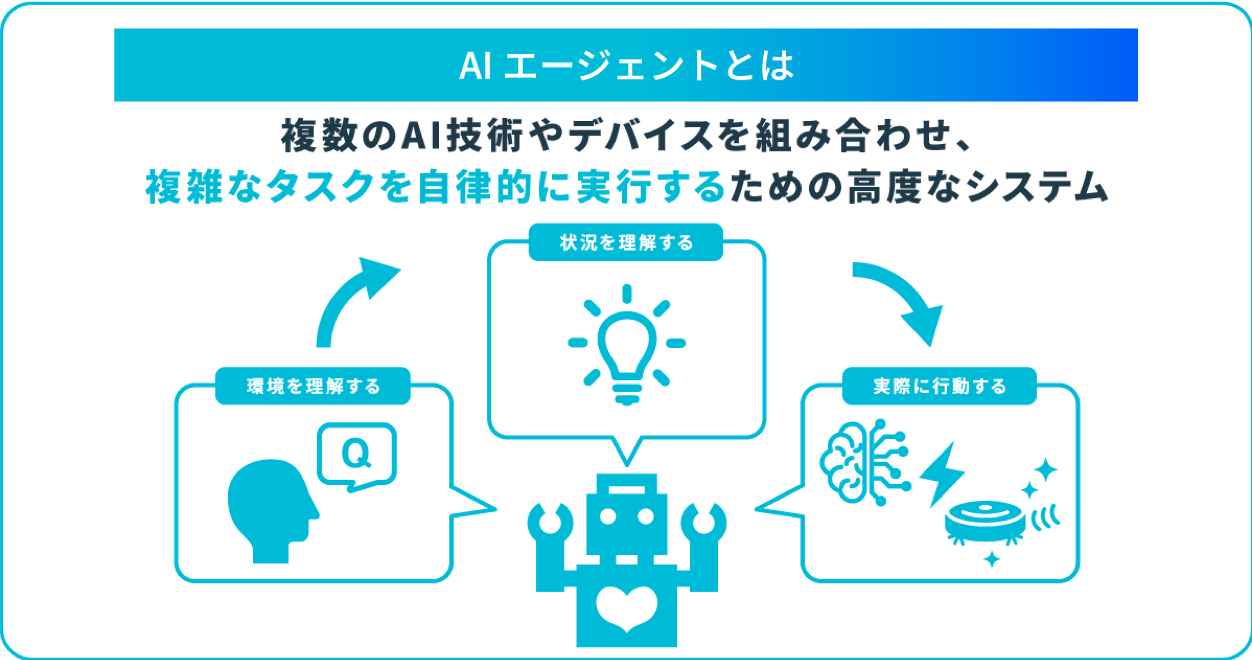 AI エージェントとは
複数のAI技術やデバイスを組み合わせ、
複雑なタスクを自律的に実行するための高度なシステム
状況を理解する
環境を理解する
Q
実際に行動する